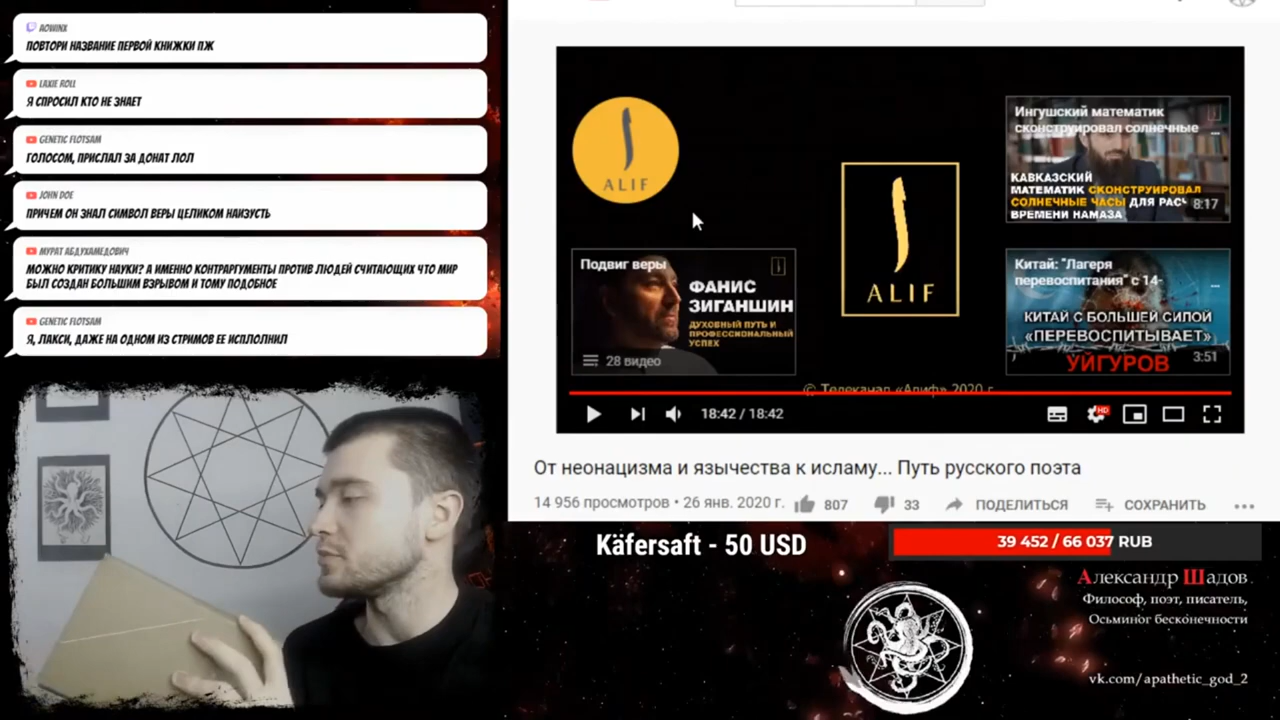 AOWINX
ПОВТОРИ НАЗВАНИЕ ПЕРВОЙ КНИЖКИ ПЖ
LAXIE ROLL
Я СПРОСИЛ КТО НЕ ЗНАЕТ
GENETIC FLOTSAM
ГОЛОСОМ, ПРИСЛАЛ ЗА ДОНАТ ЛОЛ
JOHN DOE
ПРИЧЕМ ОН ЗНАЛ СИМВОЛ ВЕРЫ ЦЕЛИКОМ НАИЗУСТЬ
МУРАТ АБДУХАМЕДОВИЧ
МОЖНО КРИТИКУ НАУКИ? А ИМЕННО КОНТРАРГУМЕНТЫ ПРОТИВ ЛЮДЕЙ СЧИТАЮЩИХ ЧТО МИР
БЫЛ СОЗДАН БОЛЬШИМ ВЗРЫВОМ И ТОМУ ПОДОБНОЕ
GENETIC FLOTSAM
Я, ЛАКСИ, ДАЖЕ НА ОДНОМ ИЗ СТРИМОВ ЕЕ ИСПЛОЛНИЛ
ALIF
Подвиг веры
ФАНИС
ЗИГАНШИН
ДУХОВНЫЙ ПУТЬ И
ПРОФЕССИОНАЛЬНЫЙ
УСПЕХ
28 видео
ALIF
Ингушский математик
сконструировал солнечные ...
КАВКАЗСКИЙ
МАТЕМАТИК СКОНСТРУИРОВАЛ
СОЛНЕЧНЫЕ ЧАСЫ ДЛЯ РАСЧ
ВРЕМЕНИ НАМАЗА
8:17
Китай: "Лагеря
перевоспитания" с 14- ...
КИТАЙ С БОЛЬШЕЙ СИЛОЙ
«ПЕРЕВОСПИТЫВАЕТ»
УЙГУРОВ
3:51
© Телеканал «Алиф» 2020 г.
18:42 / 18:42
HD
От неонацизма и язычества к исламу... Путь русского поэта
14 956 просмотров • 26 янв. 2020 г. 807 33 ПОДЕЛИТЬСЯ СОХРАНИТЬ ...
Käfersaft - 50 USD
39 452 / 66 037 RUB
Александр Шадов
Философ, поэт, писатель,
Осьминог бесконечности
vk.com/apathetic_god_2